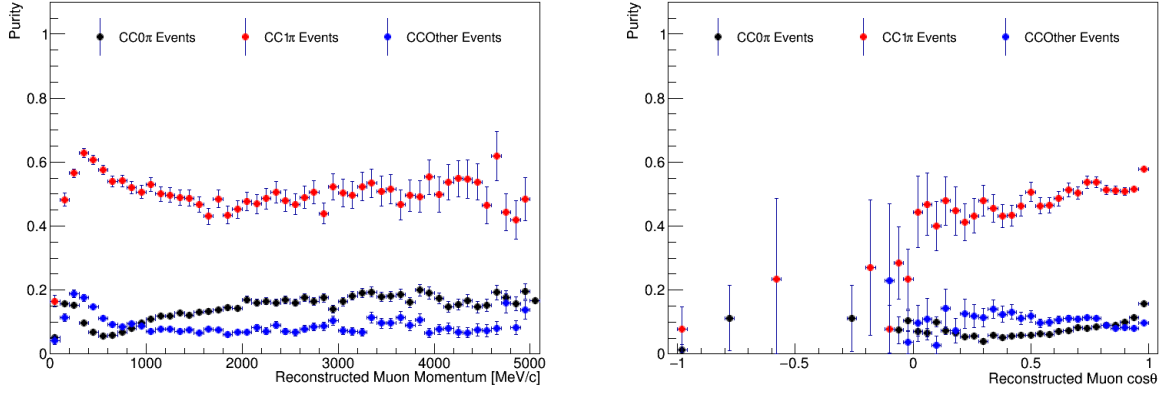 Purity
1
0.8
0.6
0.4
0.2
0
CC0π Events
CC1π Events
CCOther Events
0
1000
2000
3000
4000
5000
Reconstructed Muon Momentum [MeV/c]
Purity
1
0.8
0.6
0.4
0.2
0
CC0π Events
CC1π Events
CCOther Events
−1
−0.5
0
0.5
1
Reconstructed Muon cosθ